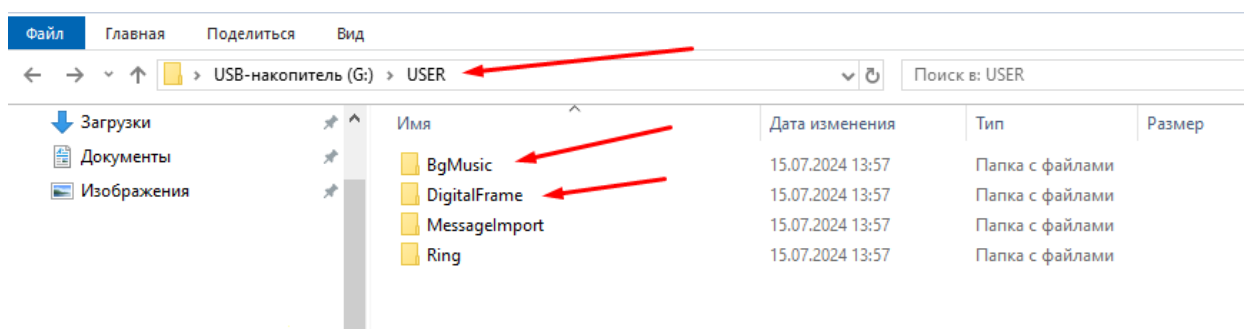 Файл Главная Поделиться Вид
USB-накопитель (G:) › USER Поиск в: USER
Загрузки Имя Дата изменения Тип Размер
Документы BgMusic 15.07.2024 13:57 Папка с файлами
Изображения DigitalFrame 15.07.2024 13:57 Папка с файлами
MessageImport 15.07.2024 13:57 Папка с файлами
Ring 15.07.2024 13:57 Папка с файлами